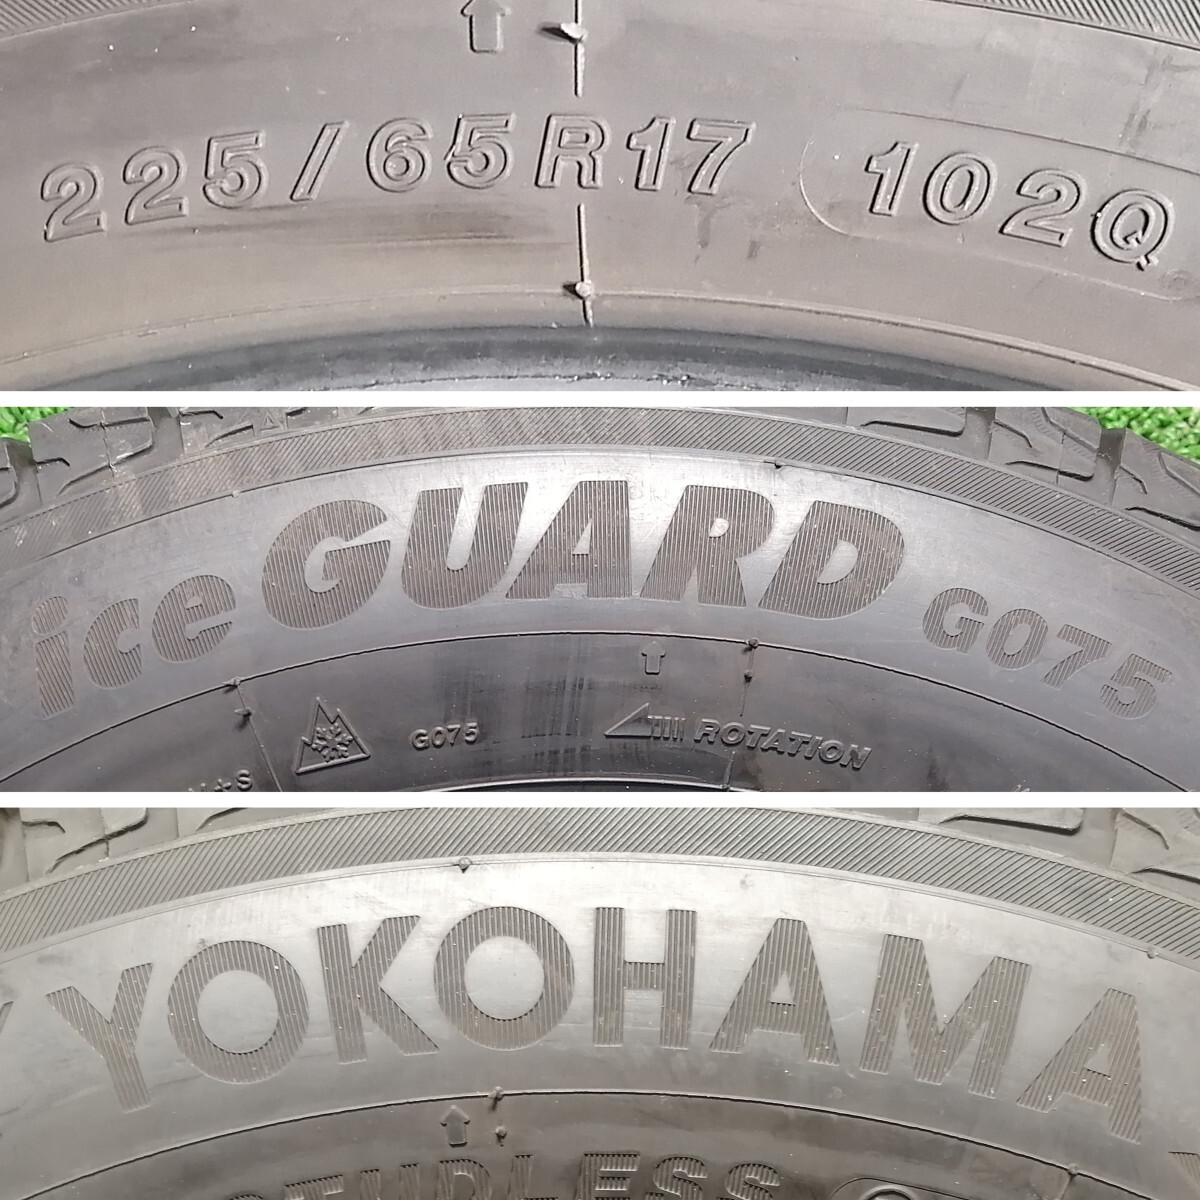 225/65R17 102Q
iceGUARD G075
G075 ROTATION
YOKOHAMA